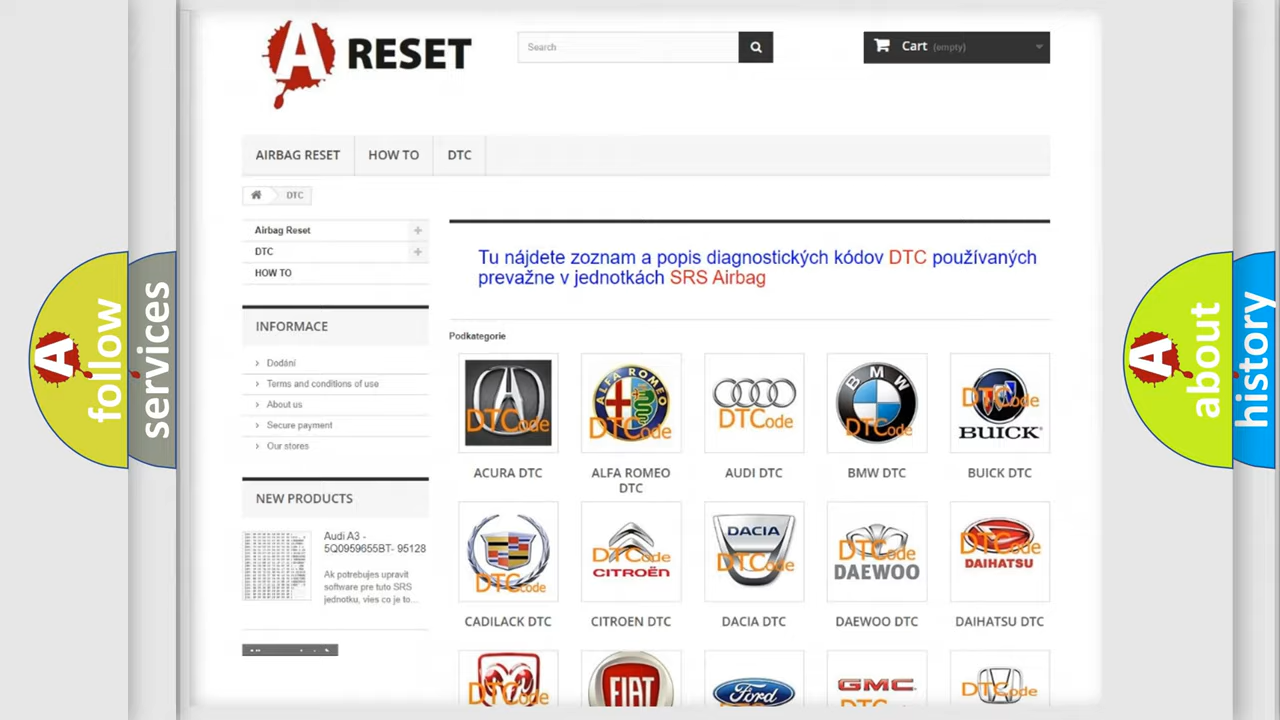 A RESET
Search
Cart (empty)
AIRBAG RESET
HOW TO
DTC
DTC
Airbag Reset
DTC
HOW TO
INFORMACE
Dodání
Terms and conditions of use
About us
Secure payment
Our stores
NEW PRODUCTS
Audi A3 -
5Q0959655BT- 95128
Ak potrebujes upravit
software pre tuto SRS
jednotku, vies co je to...
Tu nájdete zoznam a popis diagnostických kódov DTC používaných
prevažne v jednotkách SRS Airbag
Podkategorie
DTCode
ALFA ROMEO
DTCode
DTCode
BMW
DTCode
DTCode
BUICK
ACURA DTC
ALFA ROMEO
DTC
AUDI DTC
BMW DTC
BUICK DTC
DTCode
DTCode
CITROËN
DACIA
DTCode
DTCode
DAEWOO
DTCode
DAIHATSU
CADILACK DTC
CITROEN DTC
DACIA DTC
DAEWOO DTC
DAIHATSU DTC
DTCode
FIAT
Ford
GMC
DTCode
A follow
services
A about
history